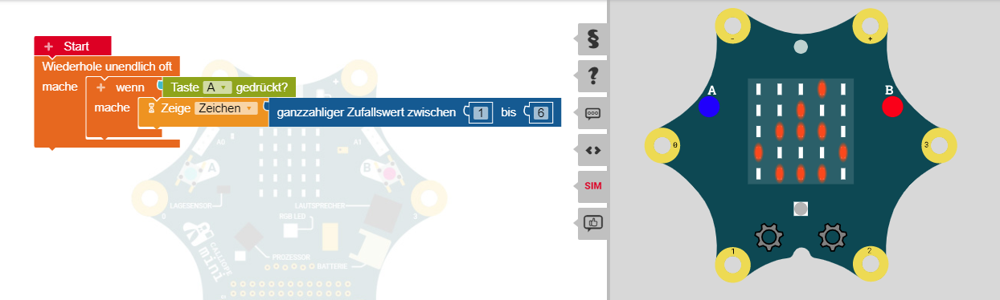 + Start
Wiederhole unendlich oft
mache + wenn Taste A gedrückt?
mache Zeige Zeichen ganzzahliger Zufallswert zwischen 1 bis 6
§
?
SIM
A0
A1
A
B
LAGESENSOR
LAUTSPRECHER
RGB LED
0
3
PROZESSOR
BATTERIE
CALLIOPE
mini
+
-
+
A
B
0
3
1
2